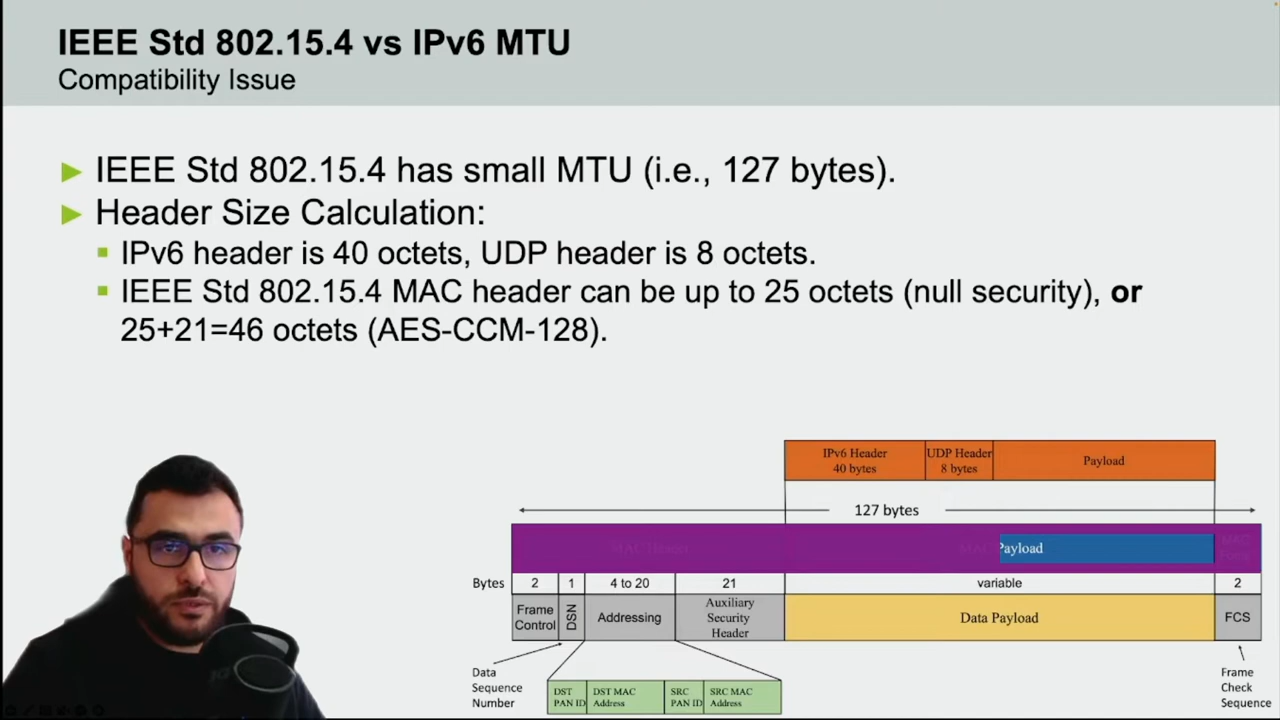 IEEE Std 802.15.4 vs IPv6 MTU
Compatibility Issue
► IEEE Std 802.15.4 has small MTU (i.e., 127 bytes).
► Header Size Calculation:
▪ IPv6 header is 40 octets, UDP header is 8 octets.
▪ IEEE Std 802.15.4 MAC header can be up to 25 octets (null security), or
25+21=46 octets (AES-CCM-128).
IPv6 Header
40 bytes
UDP Header
8 bytes
Payload
127 bytes
MAC Header
MAC Payload
Bytes
2
1
4 to 20
21
variable
2
Frame
Control
DSN
Addressing
Auxiliary
Security
Header
Data Payload
FCS
Data
Sequence
Number
DST
PAN ID
DST MAC
Address
SRC
PAN ID
SRC MAC
Address
Frame
Check
Sequence